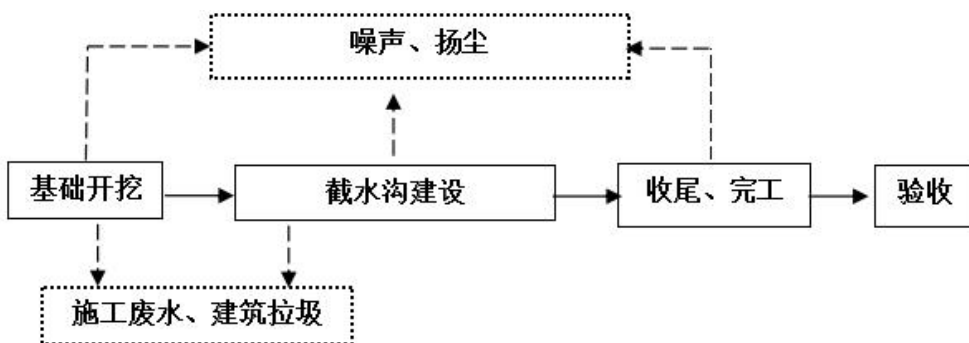 噪声、扬尘
基础开挖
截水沟建设
收尾、完工
验收
施工废水、建筑垃圾